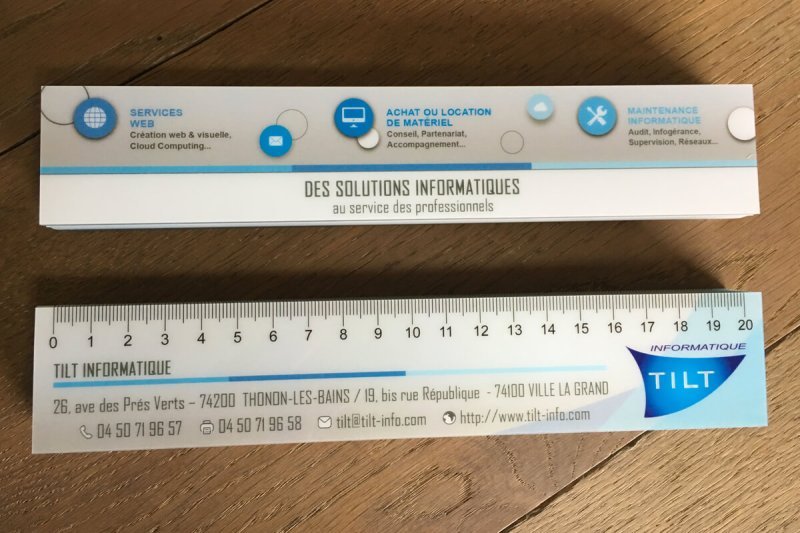 SERVICES
WEB
Création web & visuelle,
Cloud Computing...
ACHAT OU LOCATION
DE MATÉRIEL
Conseil, Partenariat,
Accompagnement...
MAINTENANCE
INFORMATIQUE
Audit, Infogérance,
Supervision, Réseaux...
DES SOLUTIONS INFORMATIQUES
au service des professionnels
0 1 2 3 4 5 6 7 8 9 10 11 12 13 14 15 16 17 18 19 20
TILT INFORMATIQUE
INFORMATIQUE
TILT
26, ave des Prés Verts – 74200 THONON-LES-BAINS / 19, bis rue République - 74100 VILLE LA GRAND
04 50 71 96 57 04 50 71 96 58 tilt@tilt-info.com http://www.tilt-info.com